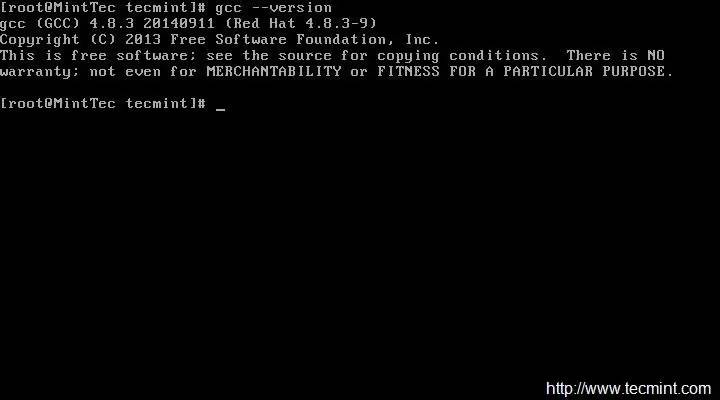 [root@MintTec tecmint]# gcc --version
gcc (GCC) 4.8.3 20140911 (Red Hat 4.8.3-9)
Copyright (C) 2013 Free Software Foundation, Inc.
This is free software; see the source for copying conditions.  There is NO
warranty; not even for MERCHANTABILITY or FITNESS FOR A PARTICULAR PURPOSE.
[root@MintTec tecmint]# _
http://www.tecmint.com